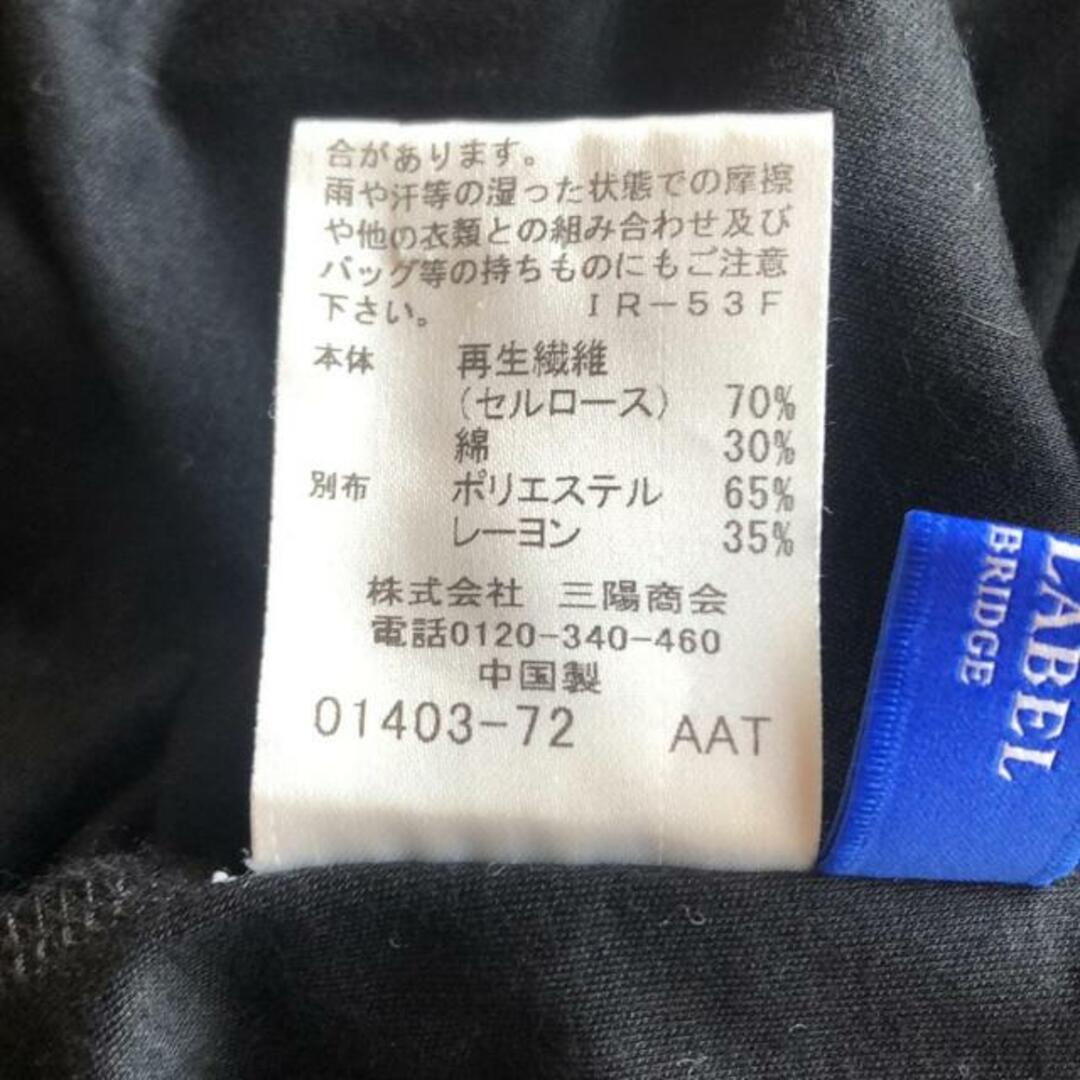 合があります。
雨や汗等の湿った状態での摩擦
や他の衣類との組み合わせ及び
バッグ等の持ちものにもご注意
下さい。 IR-53F
本体 再生繊維
(セルロース) 70%
綿 30%
別布 ポリエステル 65%
レーヨン 35%
株式会社 三陽商会
電話0120-340-460
中国製
01403-72 AAT
LABEL
BRIDGE